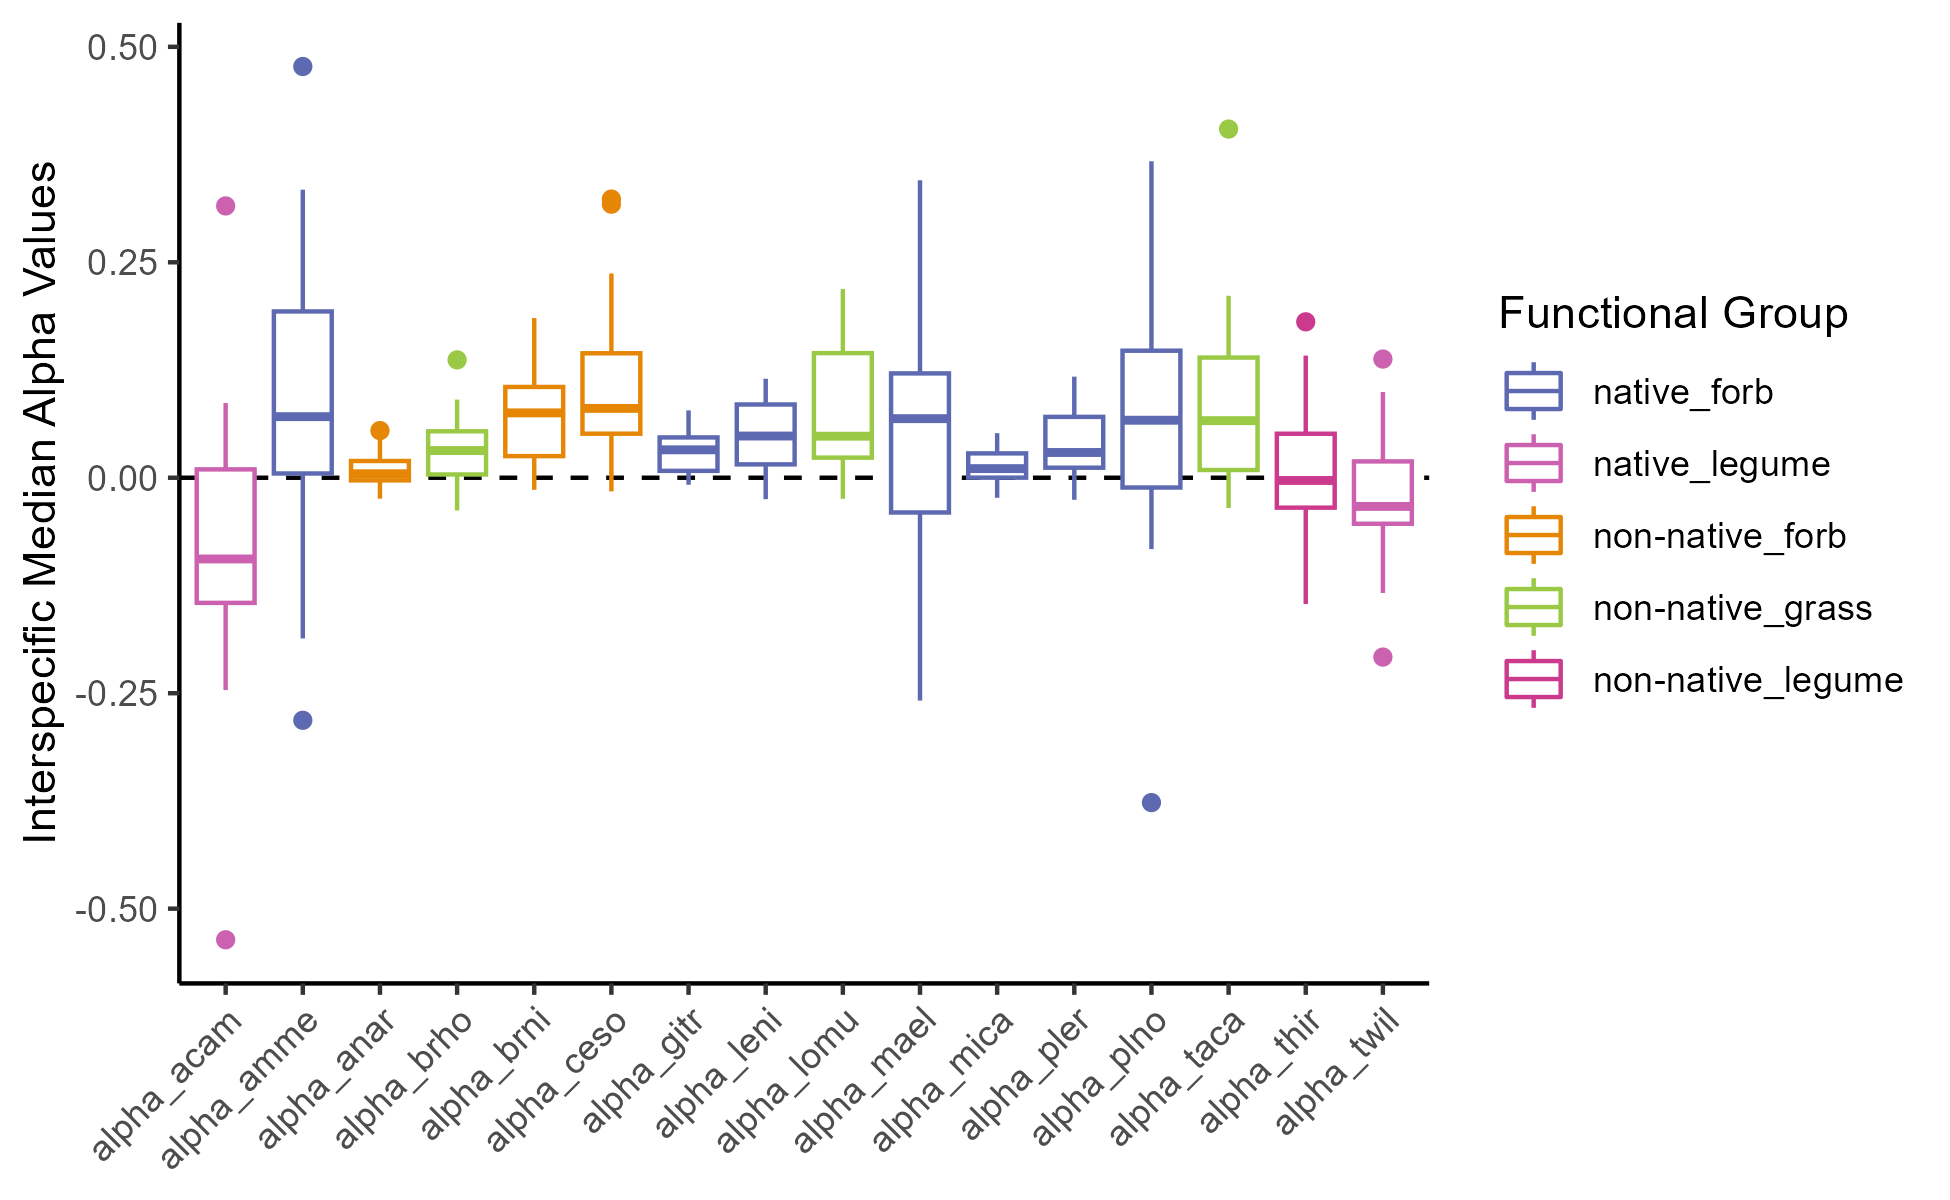 Interspecific Median Alpha Values
0.50
0.25
0.00
-0.25
-0.50
alpha_acam
alpha_amme
alpha_anar
alpha_brho
alpha_brni
alpha_ceso
alpha_gitr
alpha_leni
alpha_lomu
alpha_mael
alpha_mica
alpha_pler
alpha_plno
alpha_taca
alpha_thir
alpha_twil
Functional Group
native_forb
native_legume
non-native_forb
non-native_grass
non-native_legume